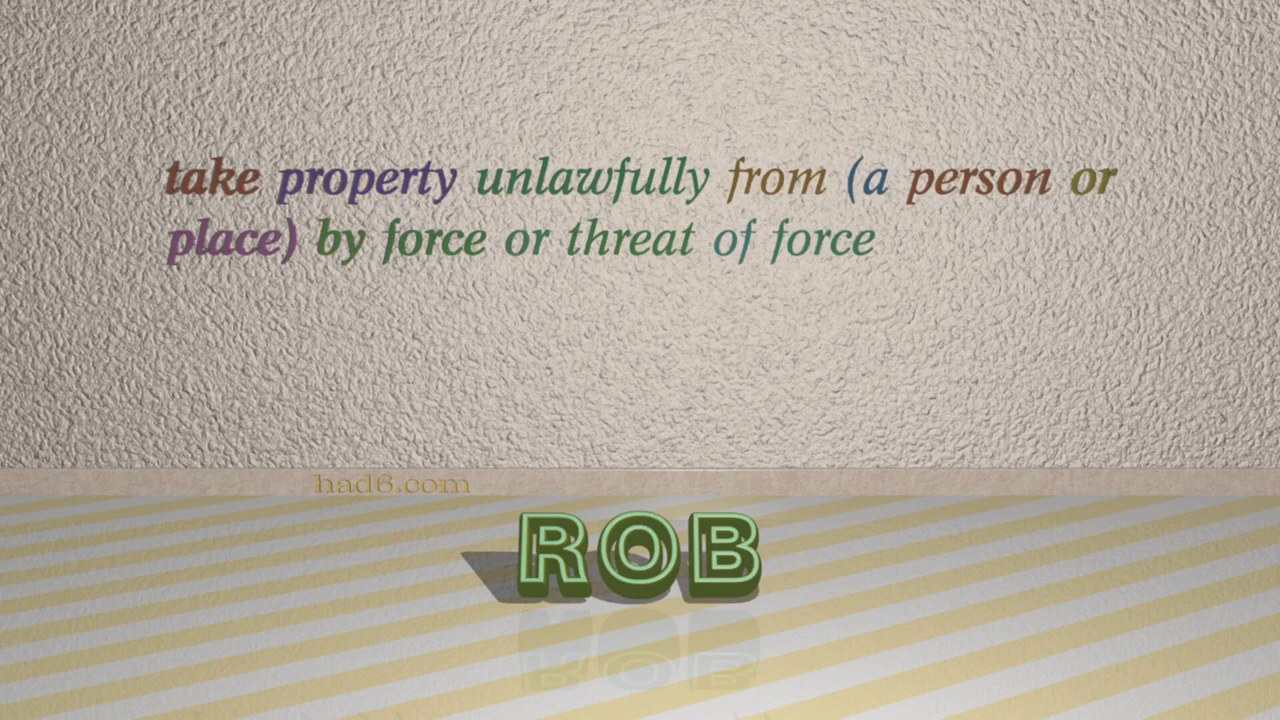 take property unlawfully from (a person or
place) by force or threat of force
had6.com
ROB